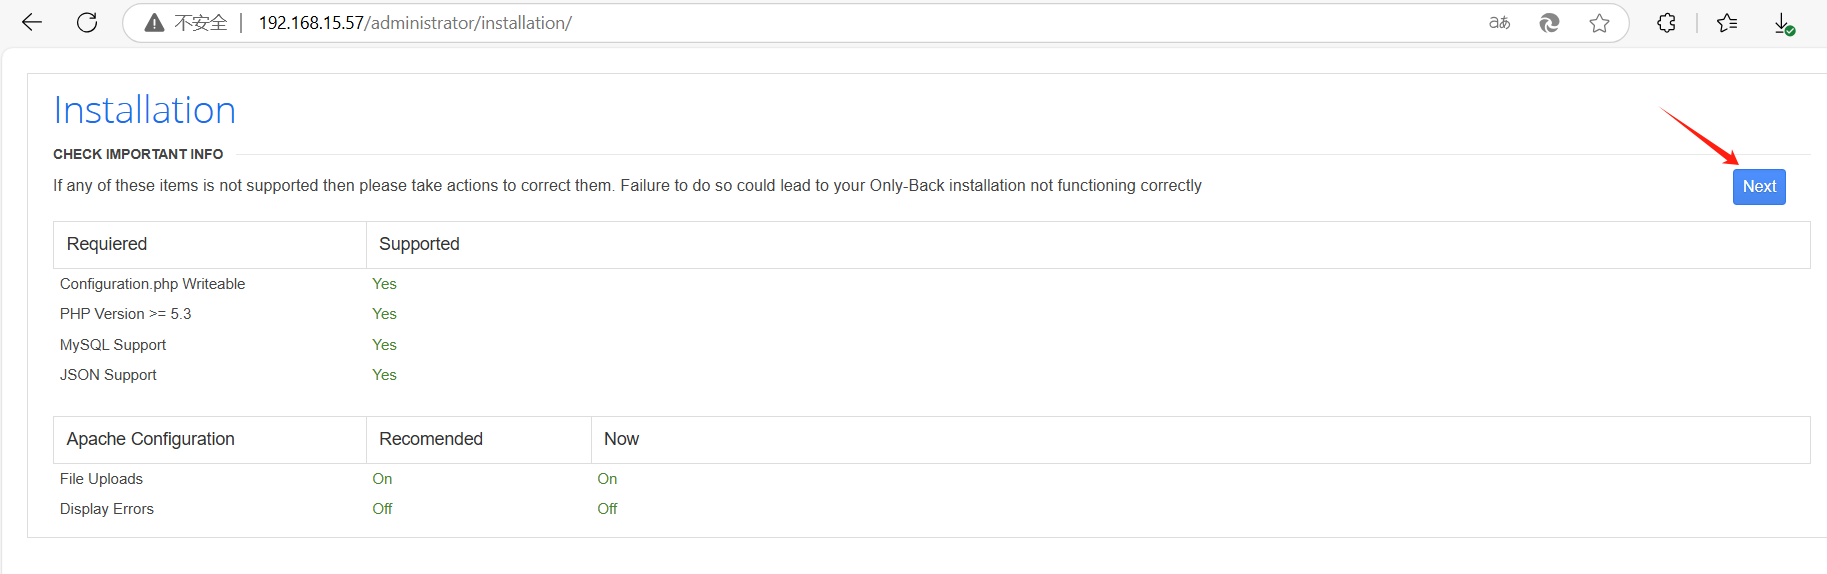 不安全 192.168.15.57/administrator/installation/ aあ
Installation
CHECK IMPORTANT INFO
If any of these items is not supported then please take actions to correct them. Failure to do so could lead to your Only-Back installation not functioning correctly
Next
Requiered Supported
Configuration.php Writeable Yes
PHP Version >= 5.3 Yes
MySQL Support Yes
JSON Support Yes
Apache Configuration Recomended Now
File Uploads On On
Display Errors Off Off